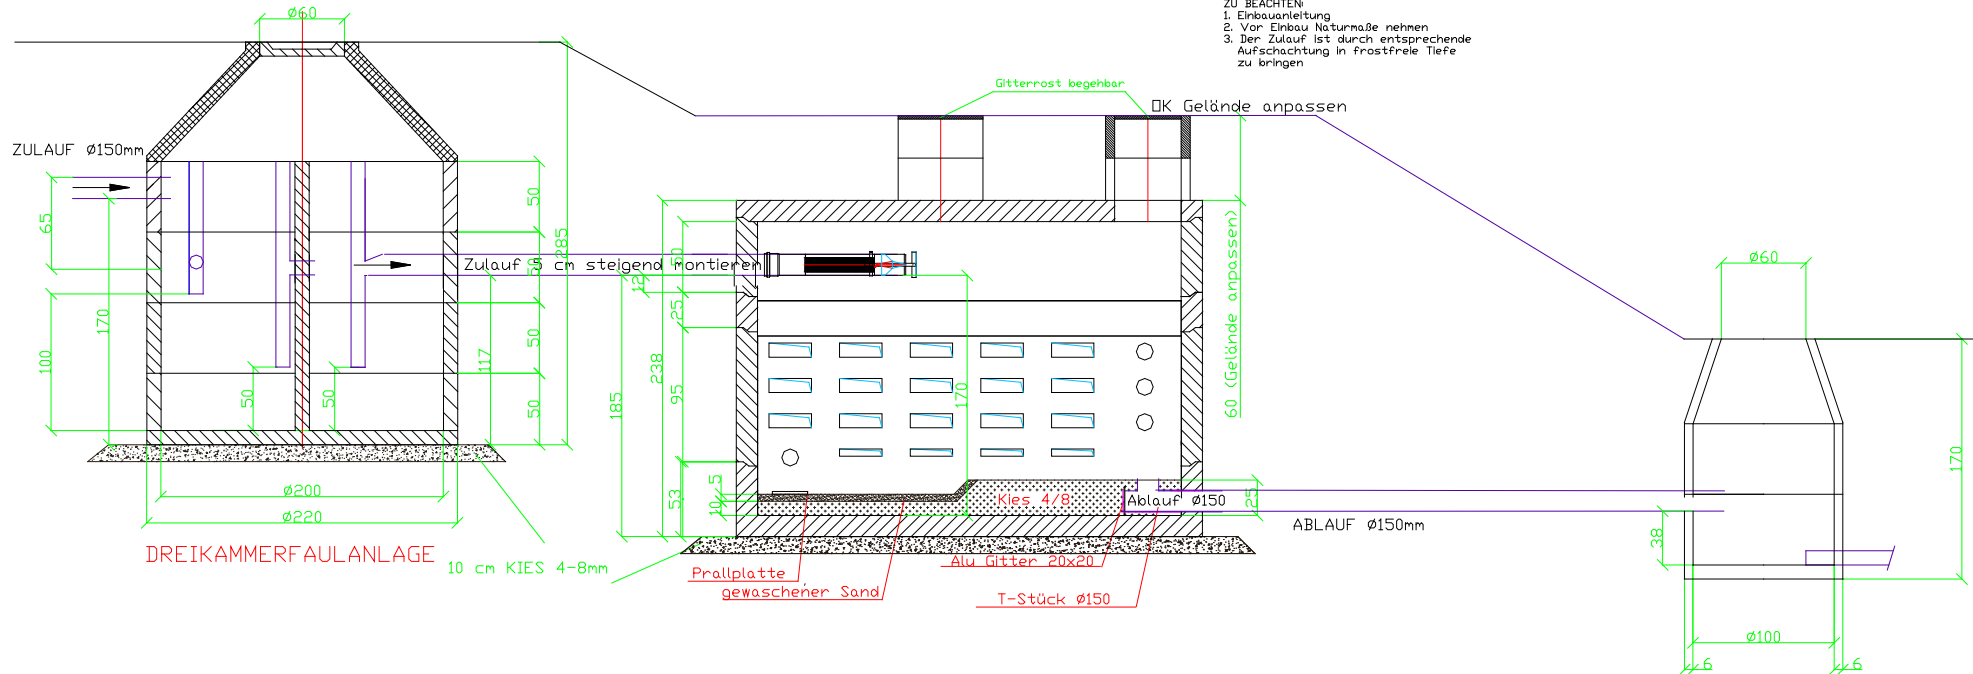 ZU BEACHTEN:
1. Einbauanleitung
2. Vor Einbau Naturmaße nehmen
3. Der Zulauf ist durch entsprechende
Aufschachtung in frostfreie Tiefe
zu bringen
Ø60
Gitterrost begehbar
OK Gelände anpassen
ZULAUF Ø150mm
65
170
100
50
50
50
50
50
50
285
117
Zulauf 5 cm steigend montieren
12
50
25
238
185
95
170
53
5
10
60 (Gelände anpassen)
Ø60
170
Kies 4/8
Ablauf Ø150
25
ABLAUF Ø150mm
38
Ø200
Ø220
DREIKAMMERFAULANLAGE
10 cm KIES 4-8mm
Prallplatte
gewaschener Sand
Alu Gitter 20x20
T-Stück Ø150
Ø100
6
6